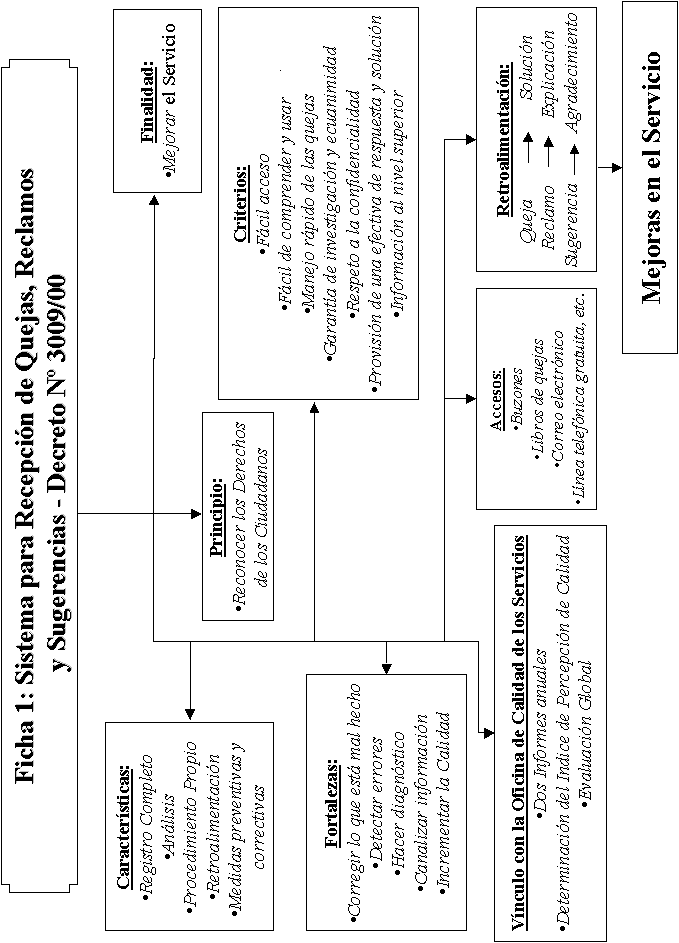 Ficha 1: Sistema para Recepción de Quejas, Reclamos
y Sugerencias - Decreto Nº 3009/00
Finalidad:
•Mejorar el Servicio
Principio:
•Reconocer los Derechos
de los Ciudadanos
Características:
•Registro Completo
•Análisis
•Procedimiento Propio
•Retroalimentación
•Medidas preventivas y
correctivas
Criterios:
•Fácil acceso
•Fácil de comprender y usar
•Manejo rápido de las quejas
•Garantía de investigación y ecuanimidad
•Respeto a la confidencialidad
•Provisión de una efectiva de respuesta y solución
•Información al nivel superior
Fortalezas:
•Corregir lo que está mal hecho
•Detectar errores
•Hacer diagnóstico
•Canalizar información
•Incrementar la Calidad
Retroalimentación:
Queja Solución
Reclamo Explicación
Sugerencia Agradecimiento
Accesos:
•Buzones
•Libros de quejas
•Correo electrónico
•Línea telefónica gratuita, etc.
Vínculo con la Oficina de Calidad de los Servicios
•Dos Informes anuales
•Determinación del Indice de Percepción de Calidad
•Evaluación Global
Mejoras en el Servicio